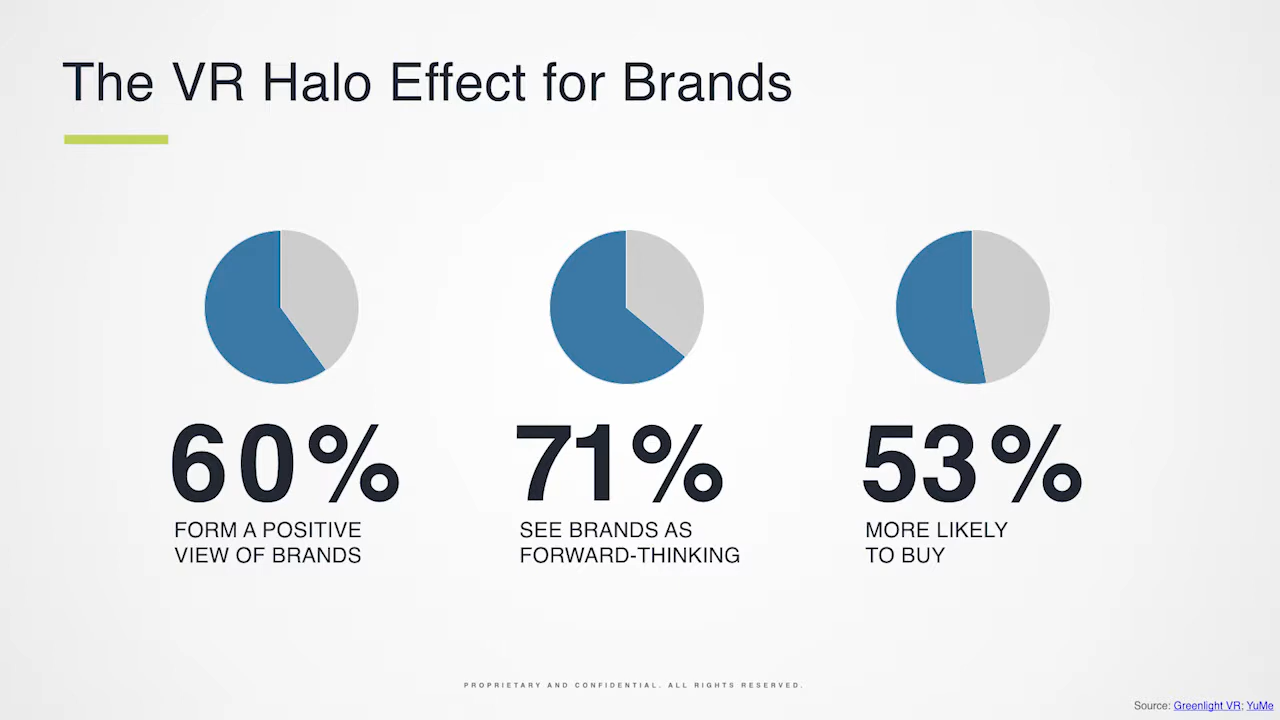 The VR Halo Effect for Brands
60%
FORM A POSITIVE
VIEW OF BRANDS
71%
SEE BRANDS AS
FORWARD-THINKING
53%
MORE LIKELY
TO BUY
PROPRIETARY AND CONFIDENTIAL. ALL RIGHTS RESERVED.
Source: Greenlight VR; YuMe